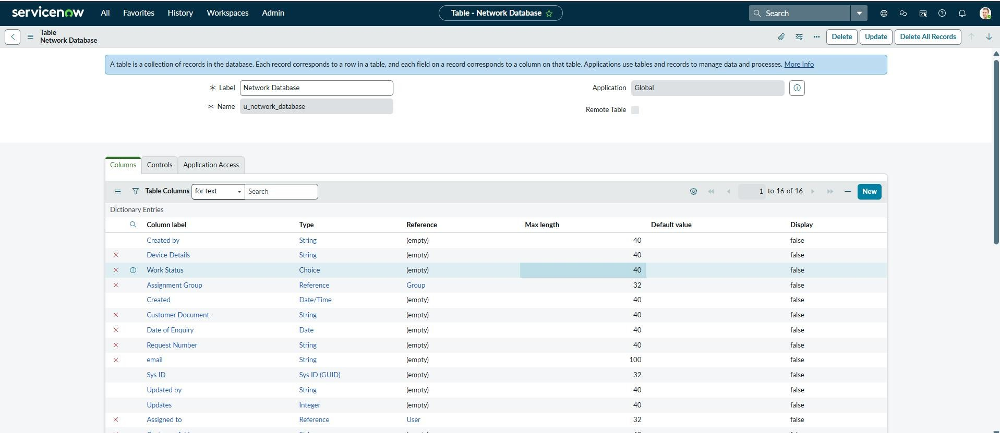 servicenow All Favorites History Workspaces Admin Table - Network Database Search
Table
Network Database
Delete Update Delete All Records
A table is a collection of records in the database. Each record corresponds to a row in a table, and each field on a record corresponds to a column on that table. Applications use tables and records to manage data and processes. More Info
Label Network Database Application Global
Name u_network_database Remote Table
Columns Controls Application Access
Table Columns for text Search 1 to 16 of 16 New
Dictionary Entries
Column label Type Reference Max length Default value Display
Created by String (empty) 40 false
Device Details String (empty) 40 false
Work Status Choice (empty) 40 false
Assignment Group Reference Group 32 false
Created Date/Time (empty) 40 false
Customer Document String (empty) 40 false
Date of Enquiry Date (empty) 40 false
Request Number String (empty) 40 false
email String (empty) 100 false
Sys ID Sys ID (GUID) (empty) 32 false
Updated by String (empty) 40 false
Updates Integer (empty) 40 false
Assigned to Reference User 32 false